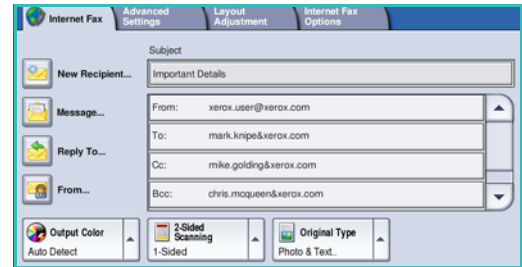 Internet Fax
Advanced Settings
Layout Adjustment
Internet Fax Options
Subject
New Recipient...
Important Details
Message...
From: xerox.user@xerox.com
Reply To...
To: mark.knipe&xerox.com
Cc: mike.golding&xerox.com
From...
Bcc: chris.mcqueen&xerox.com
Output Color
Auto Detect
2-Sided Scanning
1-Sided
Original Type
Photo & Text..